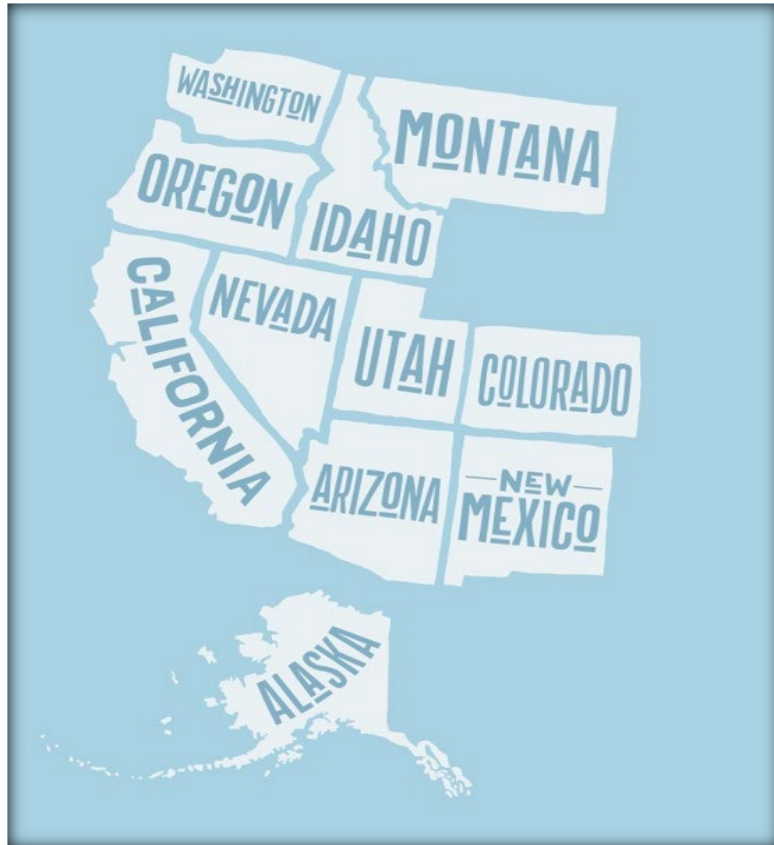 WASHINGTON
MONTANA
OREGON
IDAHO
CALIFORNIA
NEVADA
UTAH
COLORADO
ARIZONA
NEW
MEXICO
ALASKA